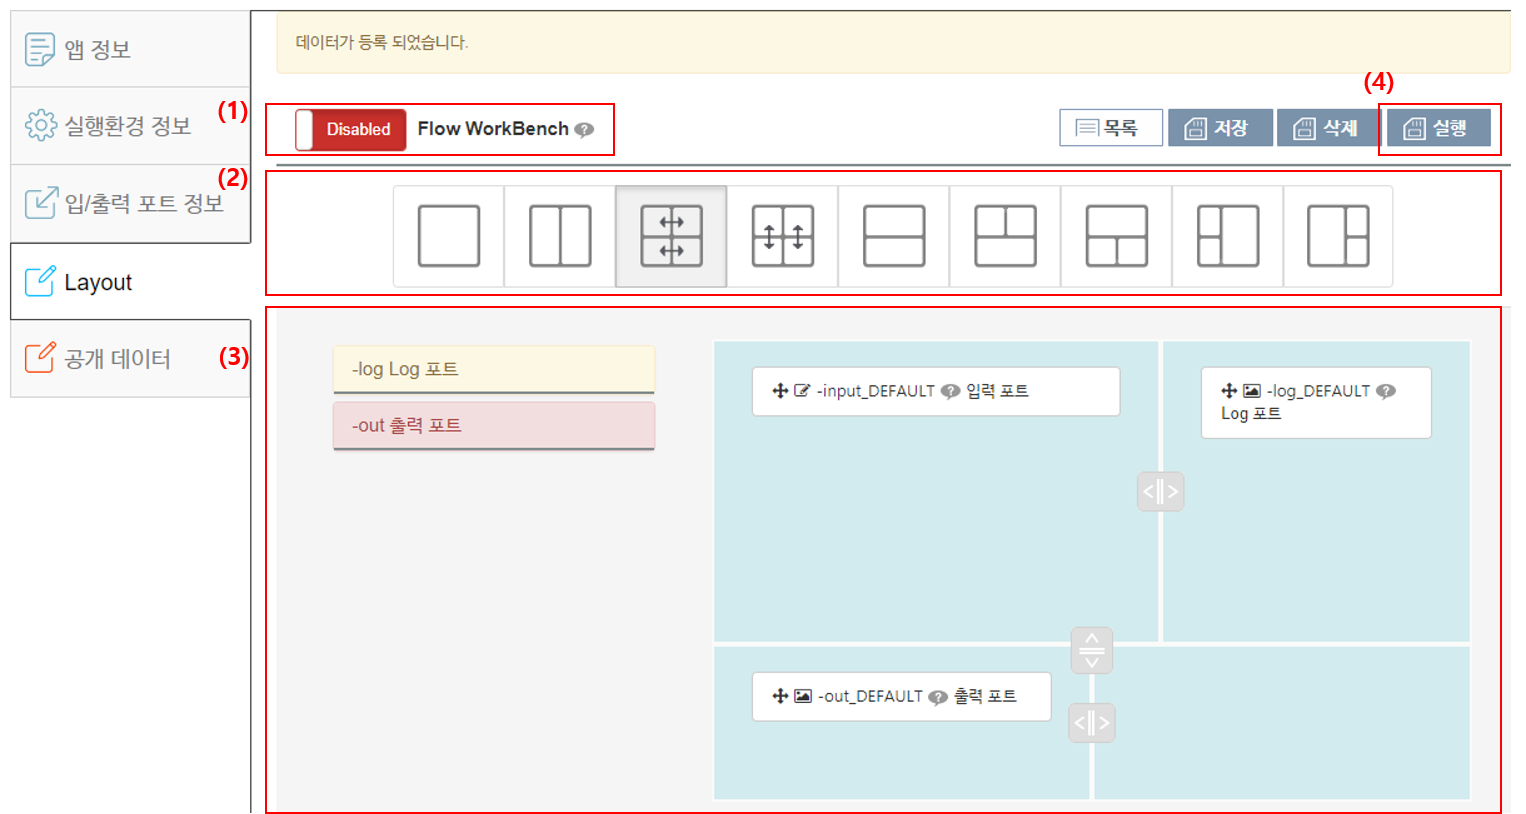 앱 정보
실행환경 정보
입/출력 포트 정보
Layout
공개 데이터
데이터가 등록 되었습니다.
(1)
Disabled Flow WorkBench ?
목록 저장 삭제 실행
(4)
(2)
(3)
-log Log 포트
-out 출력 포트
-input_DEFAULT ? 입력 포트
-log_DEFAULT ?
Log 포트
-out_DEFAULT ? 출력 포트